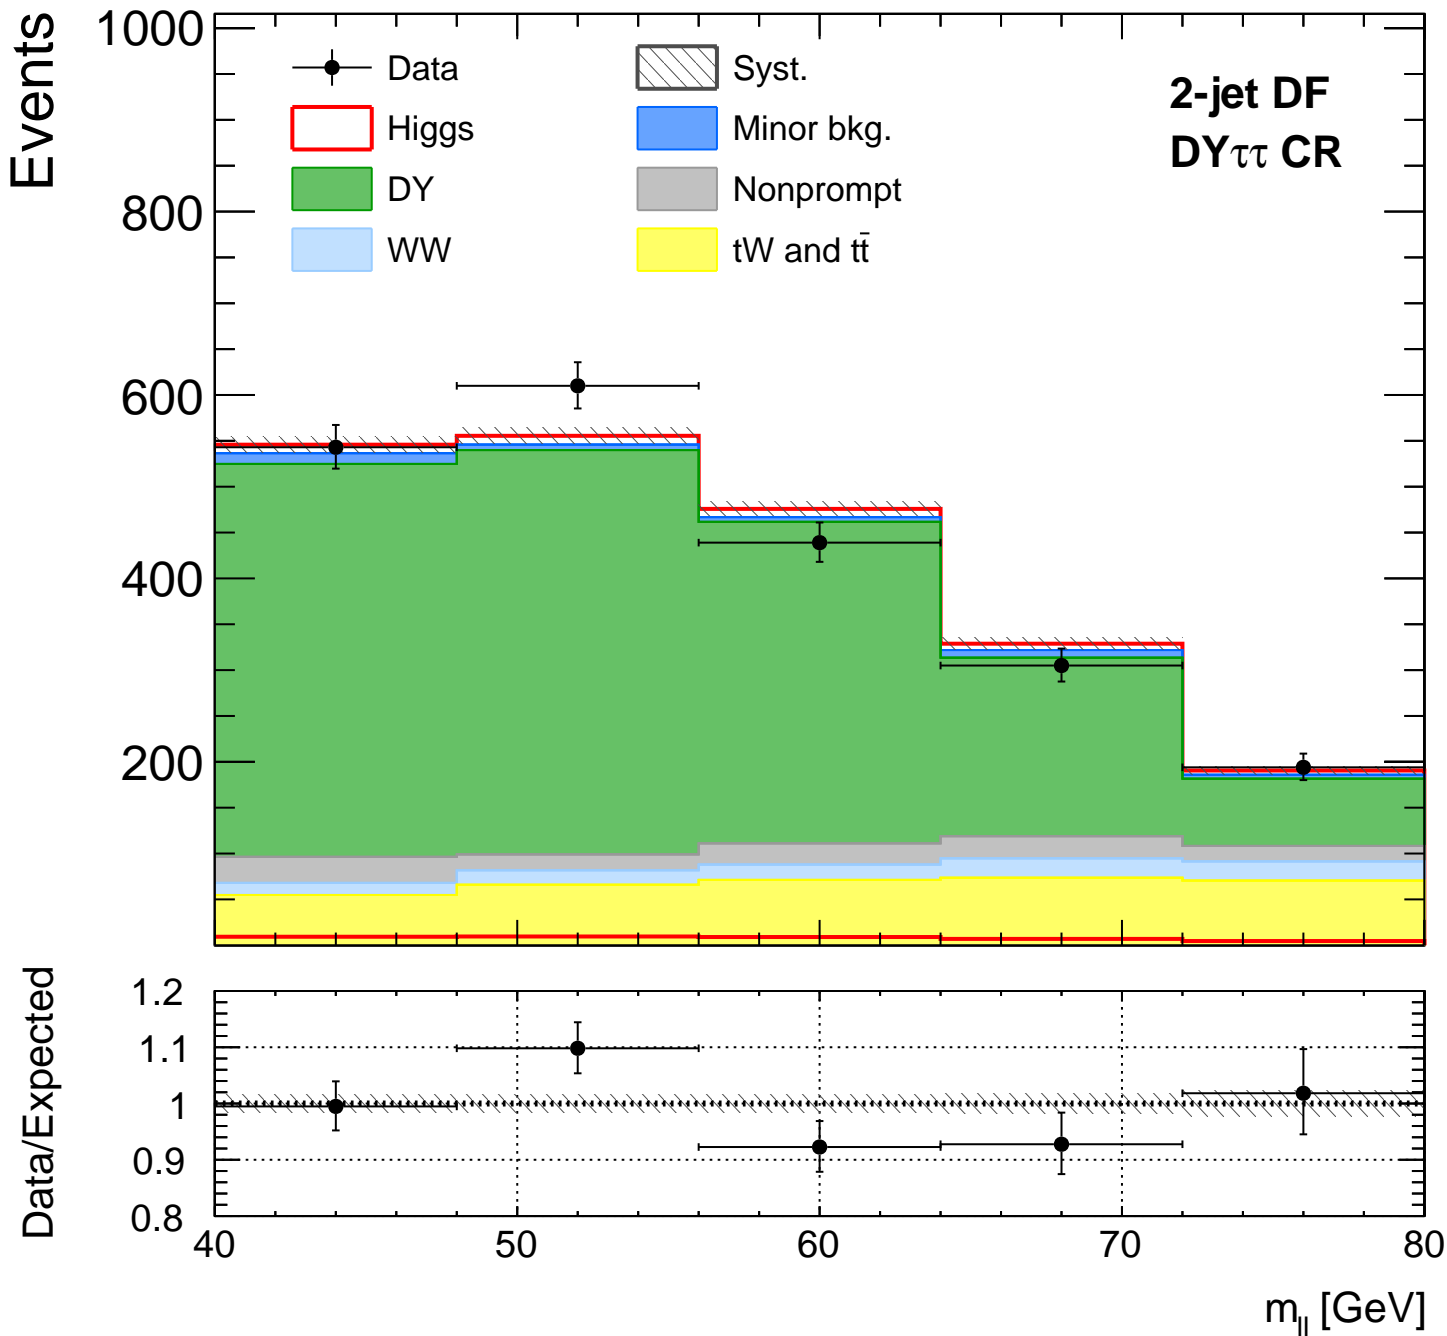 Events
1000
800
600
400
200
Data
Syst.
Higgs
Minor bkg.
DY
Nonprompt
WW
tW and tt̄
2-jet DF
DYττ CR
Data/Expected
1.2
1.1
1
0.9
0.8
40 50 60 70 80
m_ll [GeV]